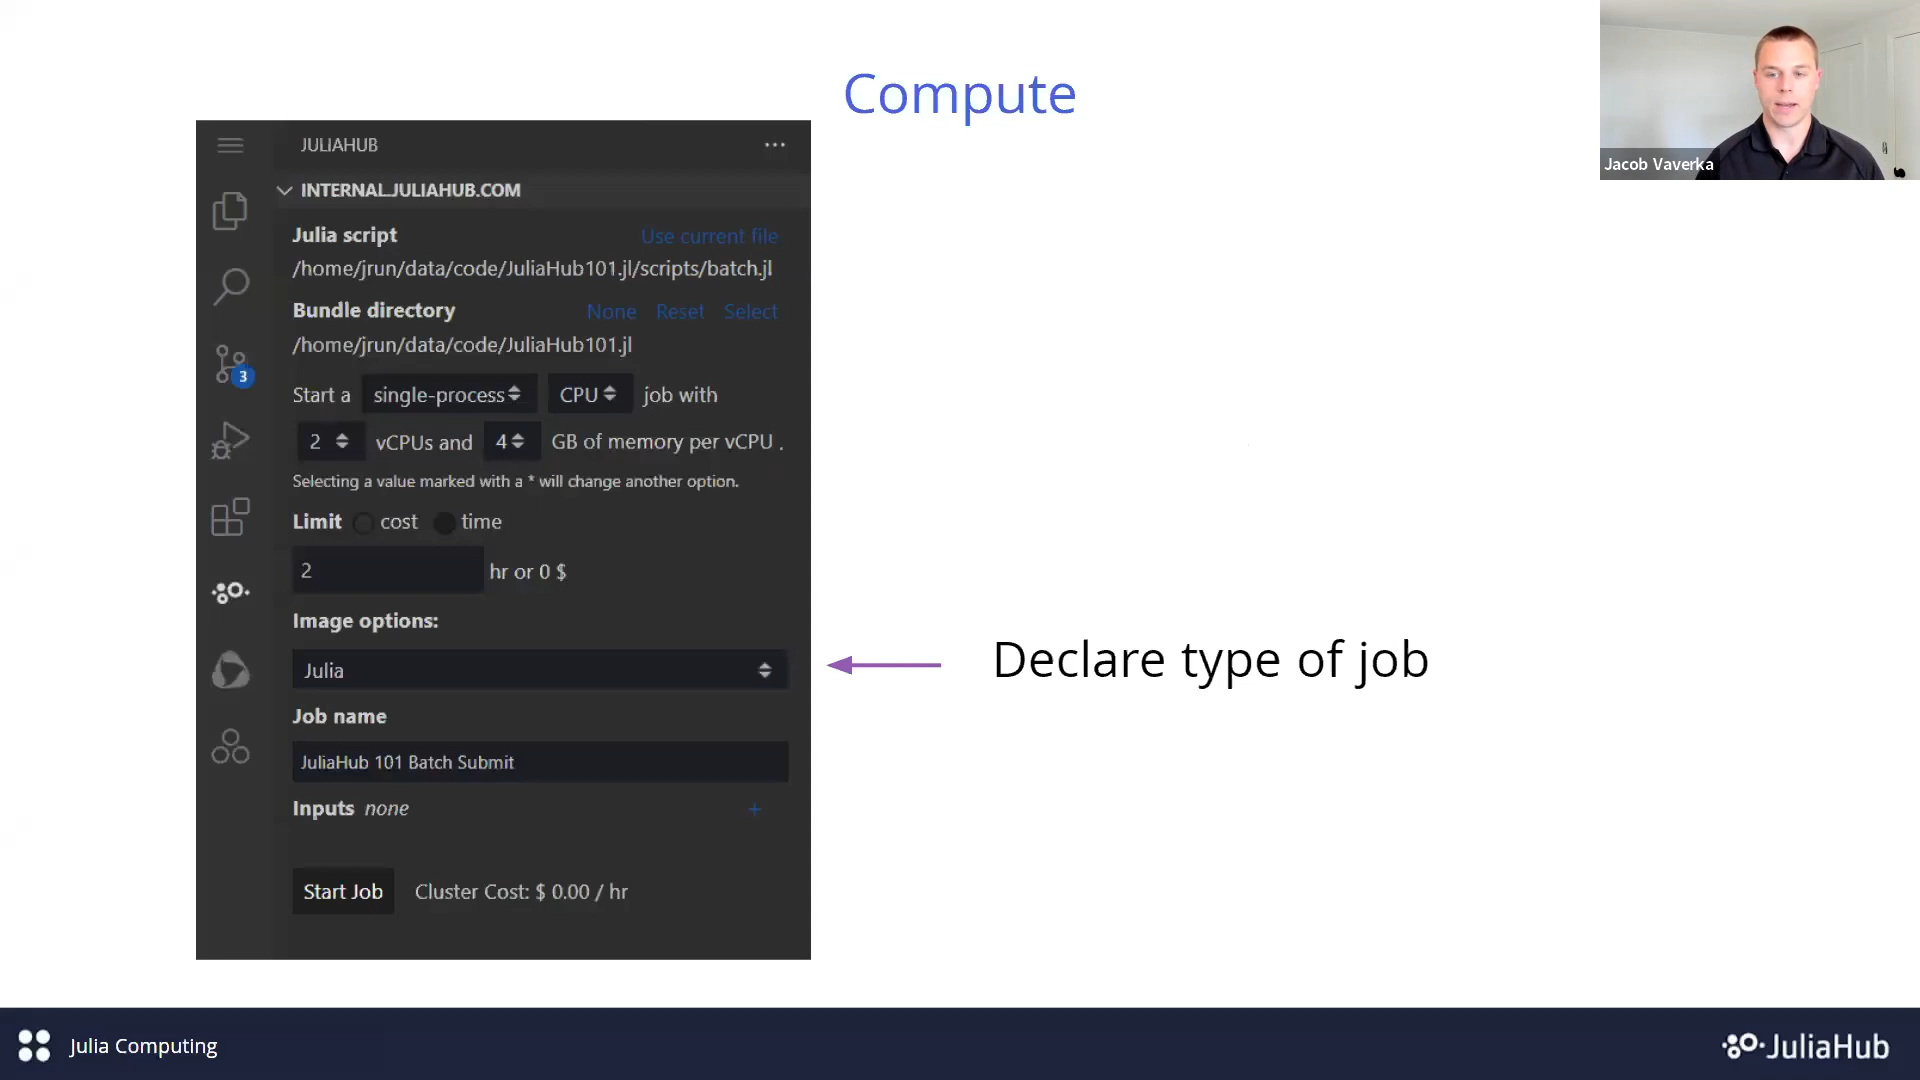 Compute
Jacob Vaverka
JULIAHUB
INTERNAL.JULIAHUB.COM
Julia script Use current file
/home/jrun/data/code/JuliaHub101.jl/scripts/batch.jl
Bundle directory None Reset Select
/home/jrun/data/code/JuliaHub101.jl
Start a single-process CPU job with
2 vCPUs and 4 GB of memory per vCPU .
Selecting a value marked with a * will change another option.
Limit cost time
2 hr or 0 $
Image options:
Julia
Declare type of job
Job name
JuliaHub 101 Batch Submit
Inputs none +
Start Job Cluster Cost: $ 0.00 / hr
3
Julia Computing
JuliaHub